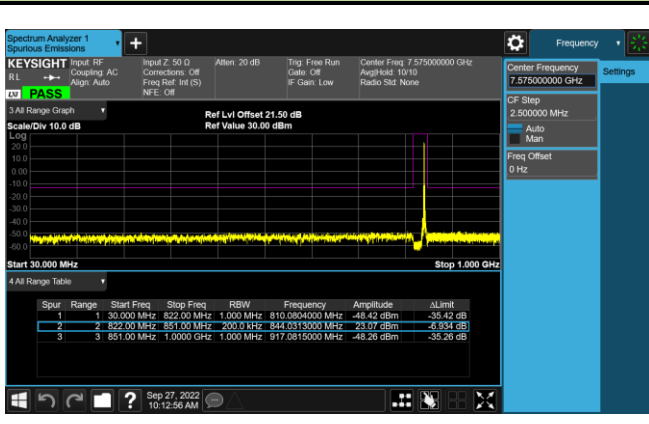 Spectrum Analyzer 1
Spurious Emissions
+
Frequency
KEYSIGHT
R L
LXI PASS
Input: RF
Coupling: AC
Align: Auto
Input Z: 50 Ω
Corrections: Off
Freq Ref: Int (S)
NFE: Off
Atten: 20 dB
Trig: Free Run
Gate: Off
IF Gain: Low
Center Freq: 7.575000000 GHz
Avg|Hold: 10/10
Radio Std: None
Center Frequency
7.575000000 GHz
Settings
CF Step
2.500000 MHz
Auto
Man
Freq Offset
0 Hz
3 All Range Graph
Scale/Div 10.0 dB
Ref Lvl Offset 21.50 dB
Ref Value 30.00 dBm
Log
20.0
10.0
0.00
-10.0
-20.0
-30.0
-40.0
-50.0
-60.0
Start 30.000 MHz
Stop 1.000 GHz
4 All Range Table
Spur Range Start Freq Stop Freq RBW Frequency Amplitude ΔLimit
1 1 30.000 MHz 822.00 MHz 1.000 MHz 810.0804000 MHz -48.42 dBm -35.42 dB
2 2 822.00 MHz 851.00 MHz 200.0 kHz 844.0313000 MHz 23.07 dBm -6.934 dB
3 3 851.00 MHz 1.0000 GHz 1.000 MHz 917.0815000 MHz -48.26 dBm -35.26 dB
?
Sep 27, 2022
10:12:56 AM